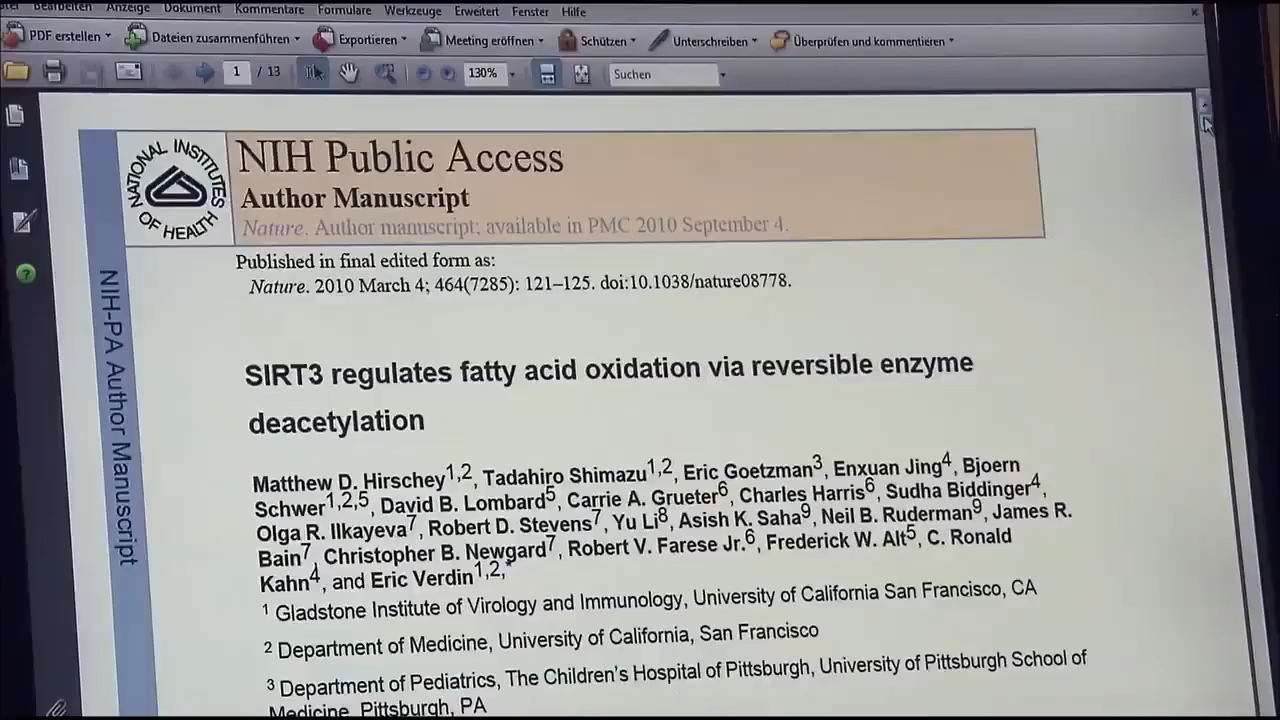 Bearbeiten Anzeige Dokument Kommentare Formulare Werkzeuge Erweitert Fenster Hilfe
PDF erstellen Dateien zusammenführen Exportieren Meeting eröffnen Schützen Unterschreiben Überprüfen und kommentieren
1 / 13 130% Suchen
NATIONAL INSTITUTES OF HEALTH
NIH Public Access
Author Manuscript
Nature. Author manuscript; available in PMC 2010 September 4.
Published in final edited form as:
Nature. 2010 March 4; 464(7285): 121–125. doi:10.1038/nature08778.
NIH-PA Author Manuscript
SIRT3 regulates fatty acid oxidation via reversible enzyme
deacetylation
Matthew D. Hirschey1,2, Tadahiro Shimazu1,2, Eric Goetzman3, Enxuan Jing4, Bjoern
Schwer1,2,5, David B. Lombard5, Carrie A. Grueter6, Charles Harris6, Sudha Biddinger4,
Olga R. Ilkayeva7, Robert D. Stevens7, Yu Li8, Asish K. Saha9, Neil B. Ruderman9, James R.
Bain7, Christopher B. Newgard7, Robert V. Farese Jr.6, Frederick W. Alt5, C. Ronald
Kahn4, and Eric Verdin1,2,*
1 Gladstone Institute of Virology and Immunology, University of California San Francisco, CA
2 Department of Medicine, University of California, San Francisco
3 Department of Pediatrics, The Children's Hospital of Pittsburgh, University of Pittsburgh School of
Medicine, Pittsburgh, PA